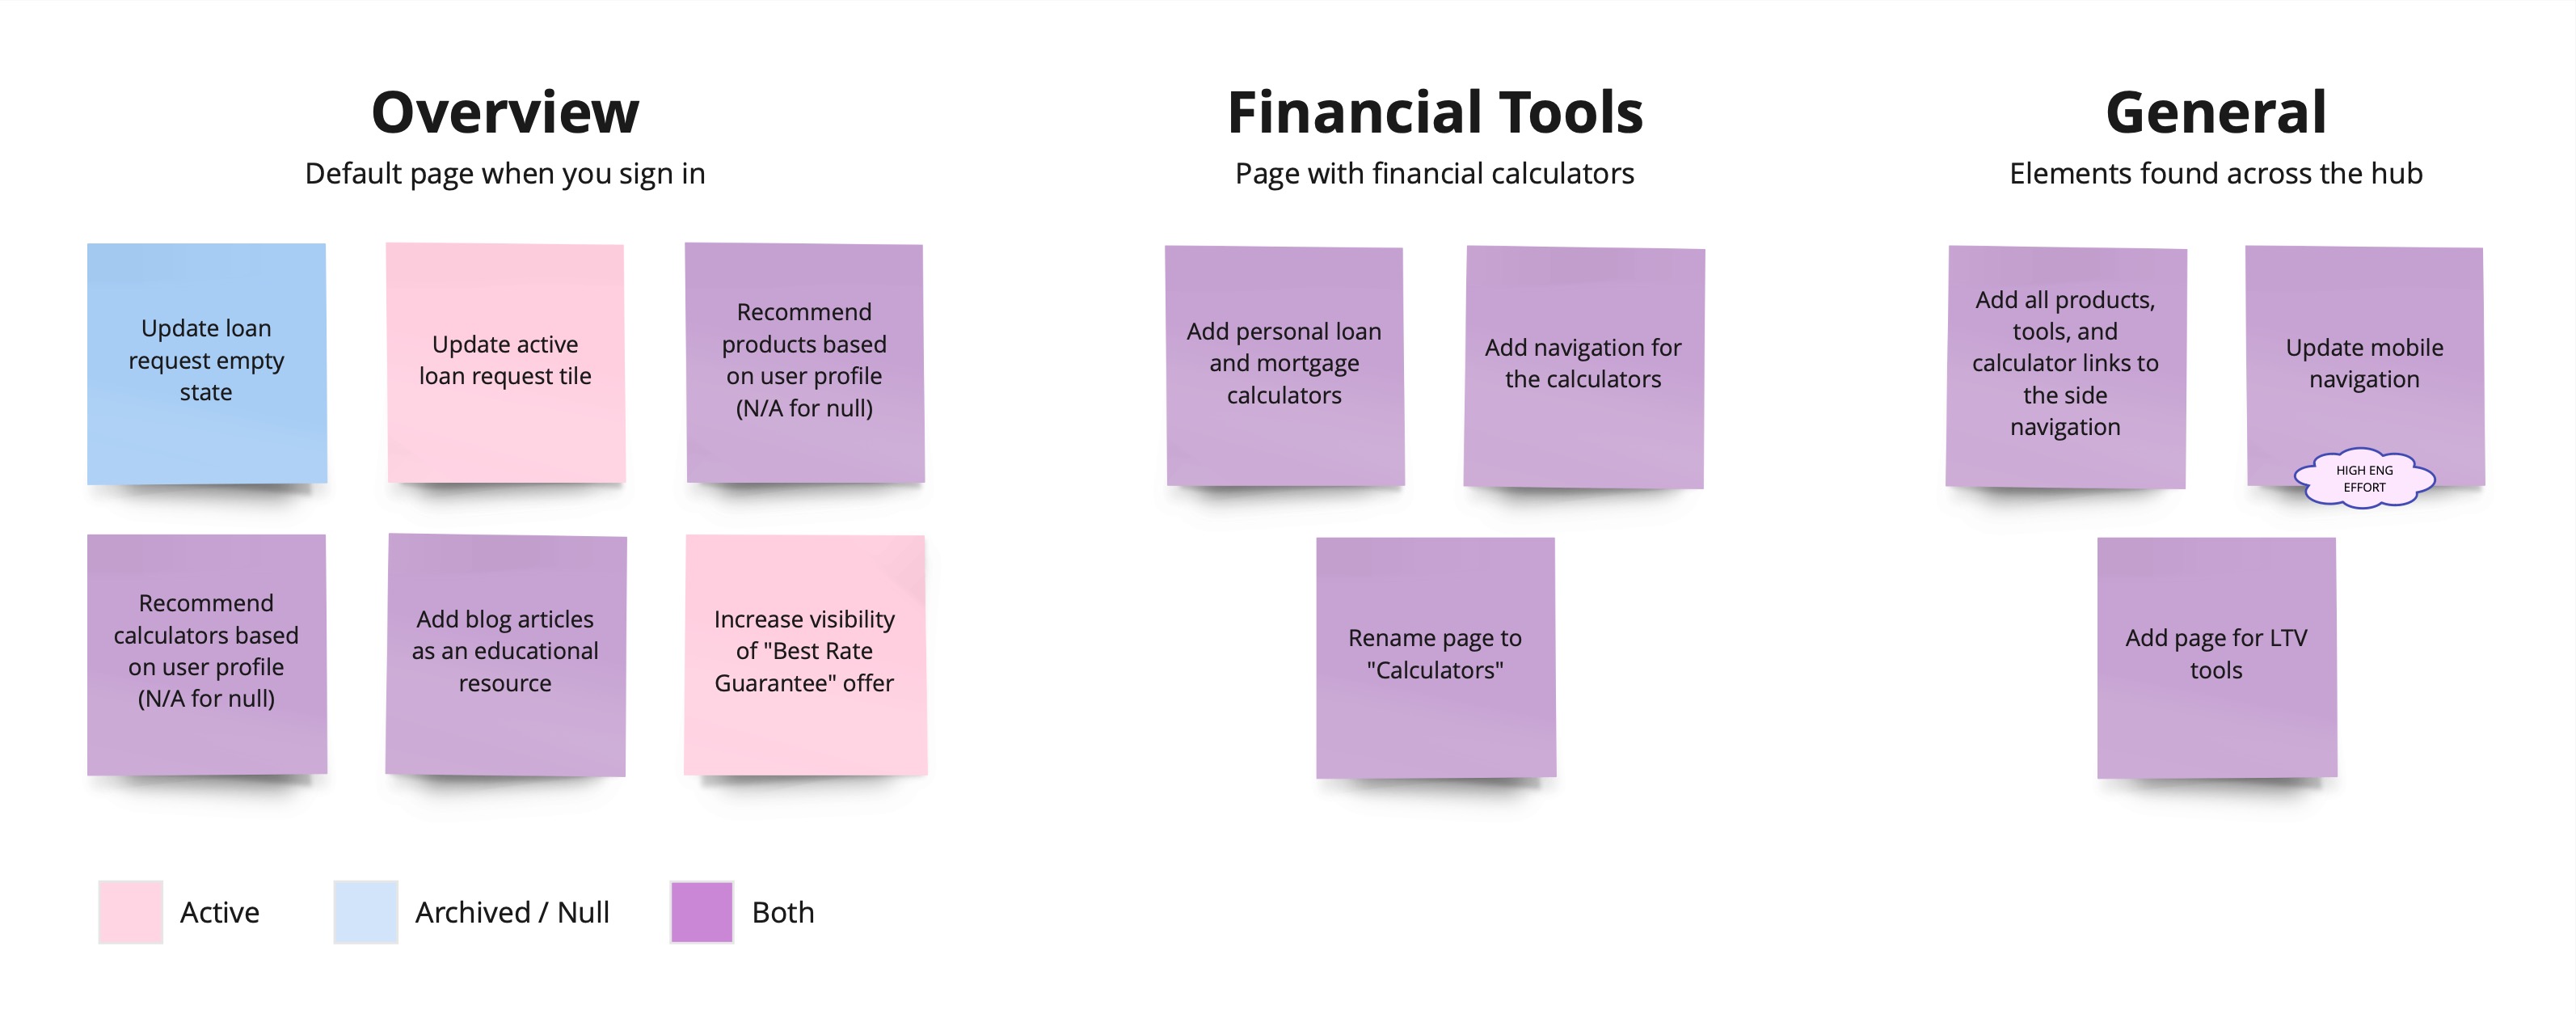 Overview
Default page when you sign in
Update loan
request empty
state
Update active
loan request tile
Recommend
products based
on user profile
(N/A for null)
Recommend
calculators based
on user profile
(N/A for null)
Add blog articles
as an educational
resource
Increase visibility
of "Best Rate
Guarantee" offer
Financial Tools
Page with financial calculators
Add personal loan
and mortgage
calculators
Add navigation for
the calculators
Rename page to
"Calculators"
General
Elements found across the hub
Add all products,
tools, and
calculator links to
the side
navigation
Update mobile
navigation
HIGH ENG
EFFORT
Add page for LTV
tools
Active
Archived / Null
Both